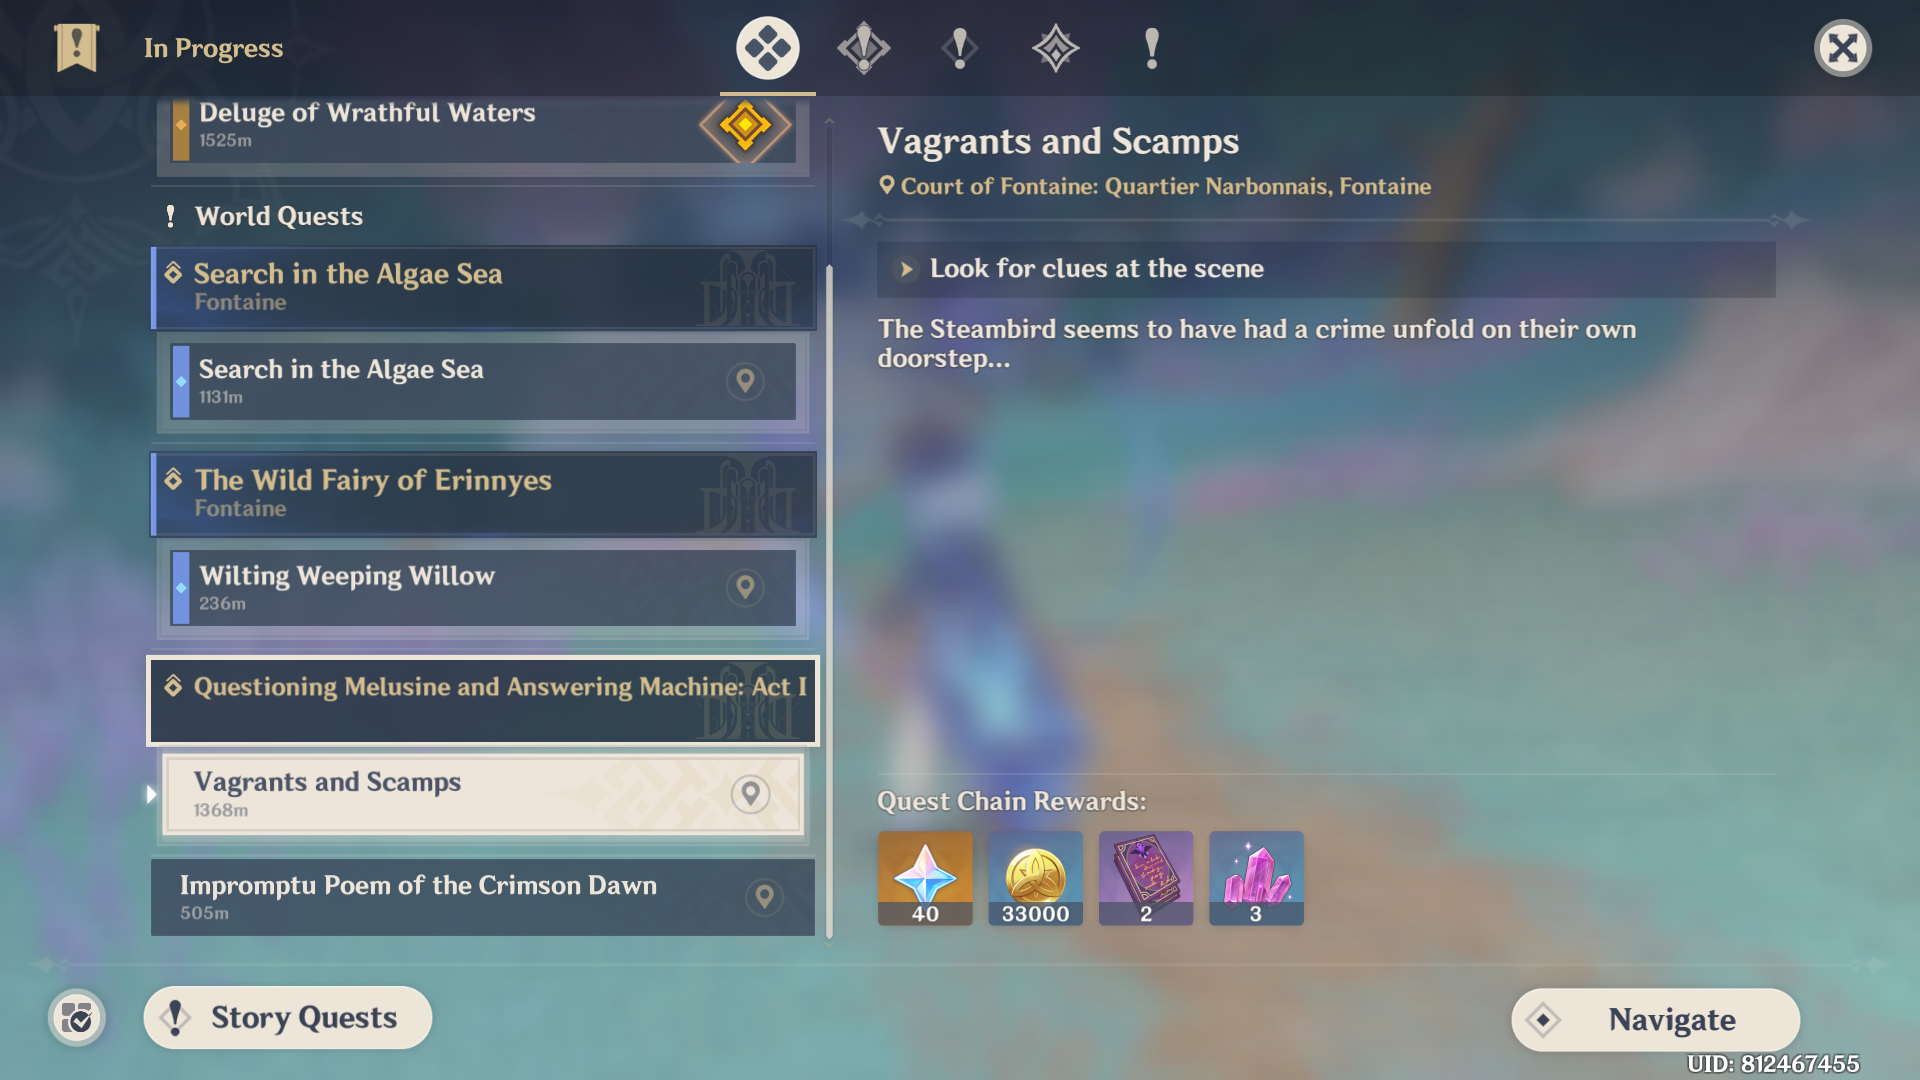 In Progress
Deluge of Wrathful Waters
1525m
World Quests
Search in the Algae Sea
Fontaine
Search in the Algae Sea
1131m
The Wild Fairy of Erinnyes
Fontaine
Wilting Weeping Willow
236m
Questioning Melusine and Answering Machine: Act I
Vagrants and Scamps
1368m
Impromptu Poem of the Crimson Dawn
505m
Story Quests
Vagrants and Scamps
Court of Fontaine: Quartier Narbonnais, Fontaine
Look for clues at the scene
The Steambird seems to have had a crime unfold on their own
doorstep...
Quest Chain Rewards:
40
33000
2
3
Navigate
UID: 812467455